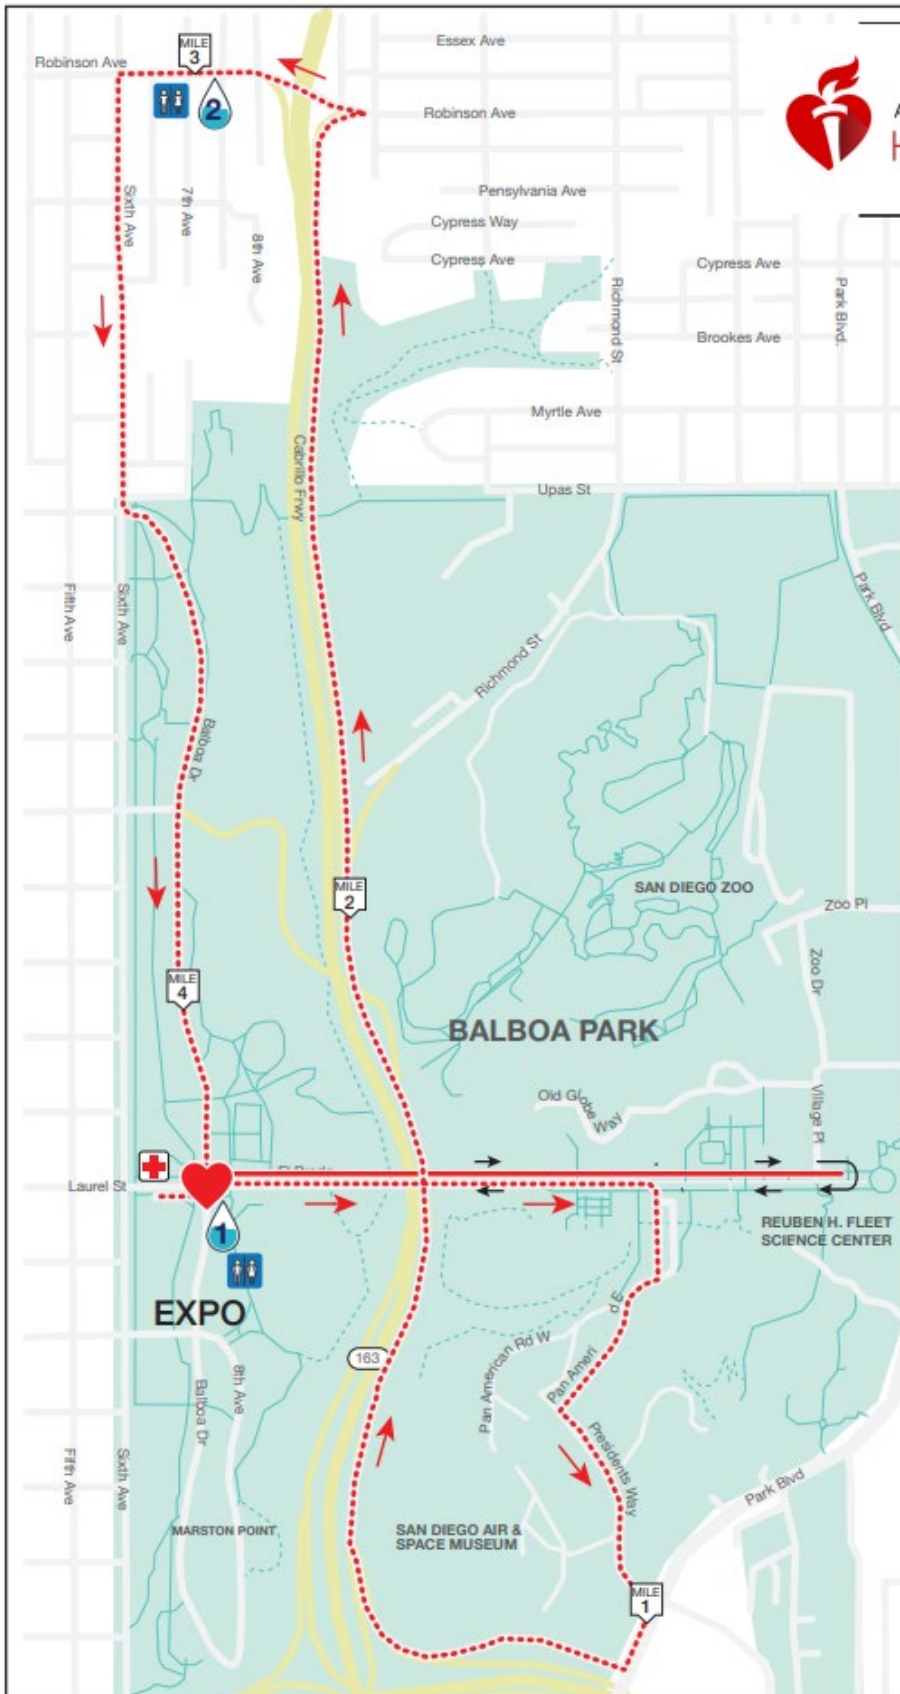 Essex Ave
MILE
3
Robinson Ave
2
Robinson Ave
Pensylvania Ave
Sixth Ave
7th Ave
8th Ave
Cypress Way
Cypress Ave
Cypress Ave
Richmond St
Park Blvd.
Brookes Ave
Myrtle Ave
Cabrillo Frwy
Upas St
Fifth Ave
Sixth Ave
Park Blvd
Richmond St
Balboa Dr
MILE
2
SAN DIEGO ZOO
Zoo Pl
Zoo Dr
MILE
4
BALBOA PARK
Old Globe Way
Village Pl
Laurel St
1
REUBEN H. FLEET
SCIENCE CENTER
EXPO
d E
163
Pan American Rd W
Pan Ameri
8th Ave
Balboa Dr
Presidents Way
Fifth Ave
Sixth Ave
Park Blvd
MARSTON POINT
SAN DIEGO AIR &
SPACE MUSEUM
MILE
1